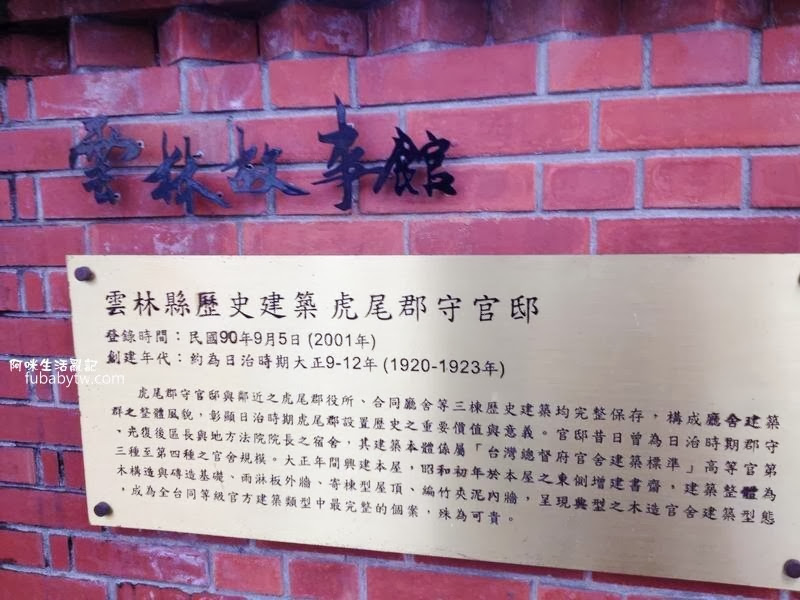 雲林故事館
雲林縣歷史建築 虎尾郡守官邸
登錄時間：民國90年9月5日 (2001年)
創建年代：約為日治時期大正9-12年 (1920-1923年)
虎尾郡守官邸與鄰近之虎尾郡役所、合同廳舍等三棟歷史建築均完整保存，構成廳舍建築
群之整體風貌，彰顯日治時期虎尾郡設置歷史之重要價值與意義。官邸昔日曾為日治時期郡守
、光復後區長與地方法院院長之宿舍，其建築本體係屬「台灣總督府官舍建築標準」高等官第
三種至第四種之官舍規模。大正年間興建本屋，昭和初年於本屋之東側增建書齋，建築整體為
木構造與磚造基礎、雨淋板外牆、寄棟型屋頂、編竹夾泥內牆，呈現典型之木造官舍建築型態
，成為全台同等級官方建築類型中最完整的個案，殊為可貴。
阿咪生活亂記
fubabytw.com